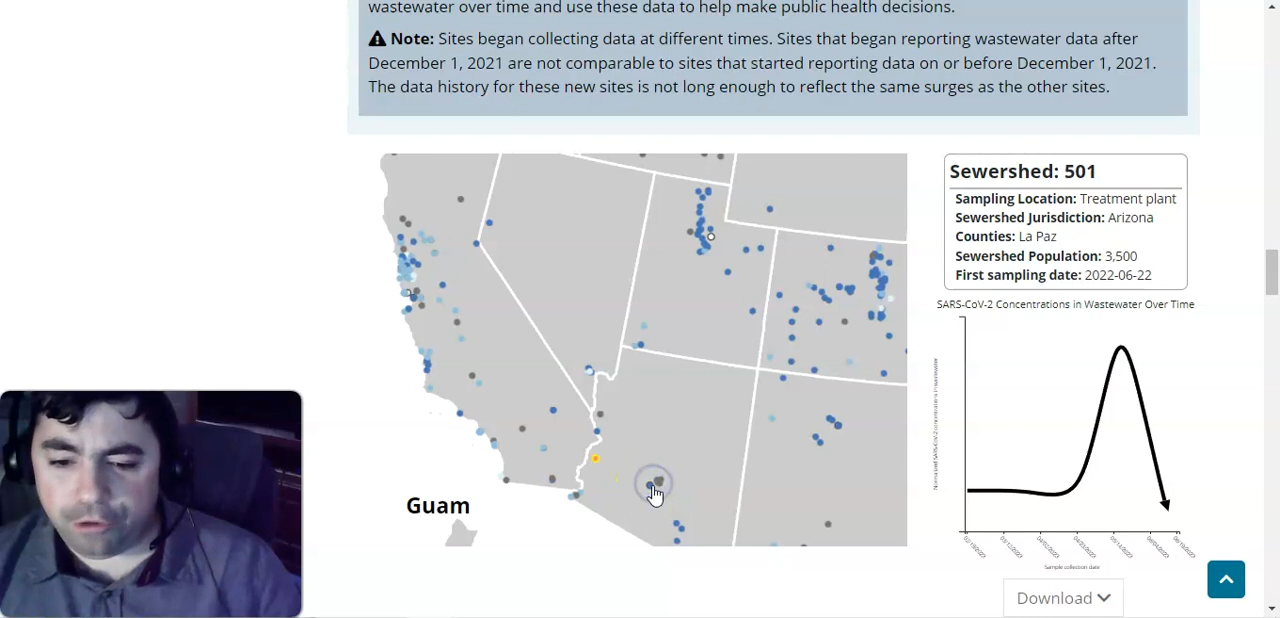 wastewater over time and use these data to help make public health decisions.
Note: Sites began collecting data at different times. Sites that began reporting wastewater data after
December 1, 2021 are not comparable to sites that started reporting data on or before December 1, 2021.
The data history for these new sites is not long enough to reflect the same surges as the other sites.
Sewershed: 501
Sampling Location: Treatment plant
Sewershed Jurisdiction: Arizona
Counties: La Paz
Sewershed Population: 3,500
First sampling date: 2022-06-22
SARS-CoV-2 Concentrations in Wastewater Over Time
Sample collection date
Guam
Download